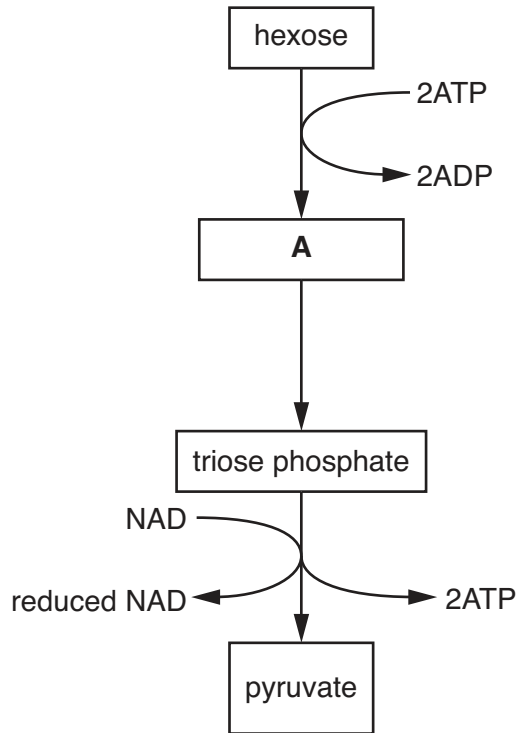 hexose
2ATP
2ADP
A
triose phosphate
NAD
reduced NAD
2ATP
pyruvate